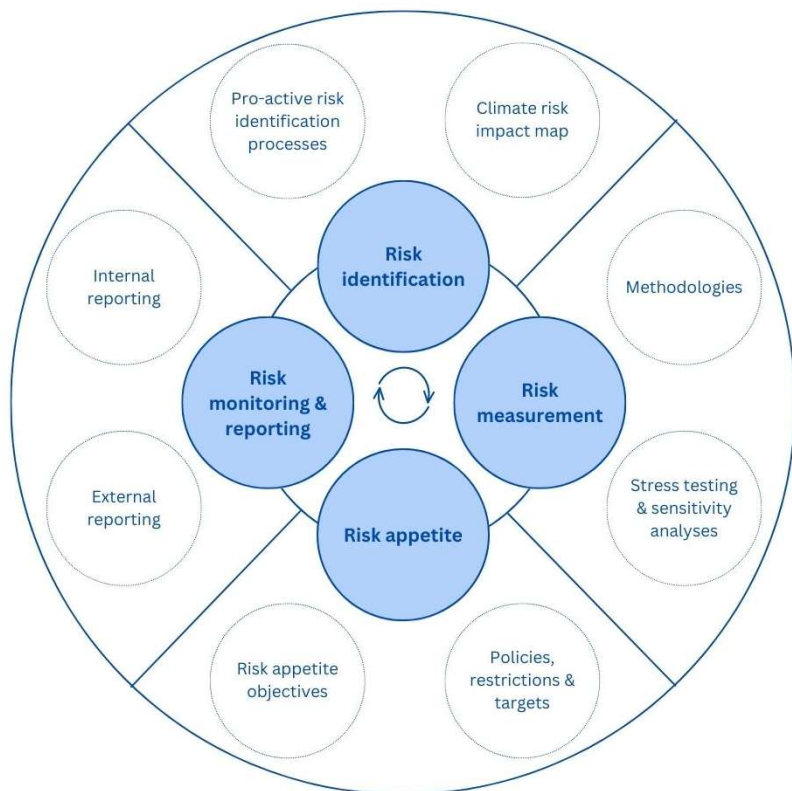 Pro-active risk
identification
processes
Climate risk
impact map
Risk
identification
Internal
reporting
Methodologies
Risk
monitoring &
reporting
Risk
measurement
External
reporting
Stress testing
& sensitivity
analyses
Risk appetite
Risk appetite
objectives
Policies,
restrictions &
targets